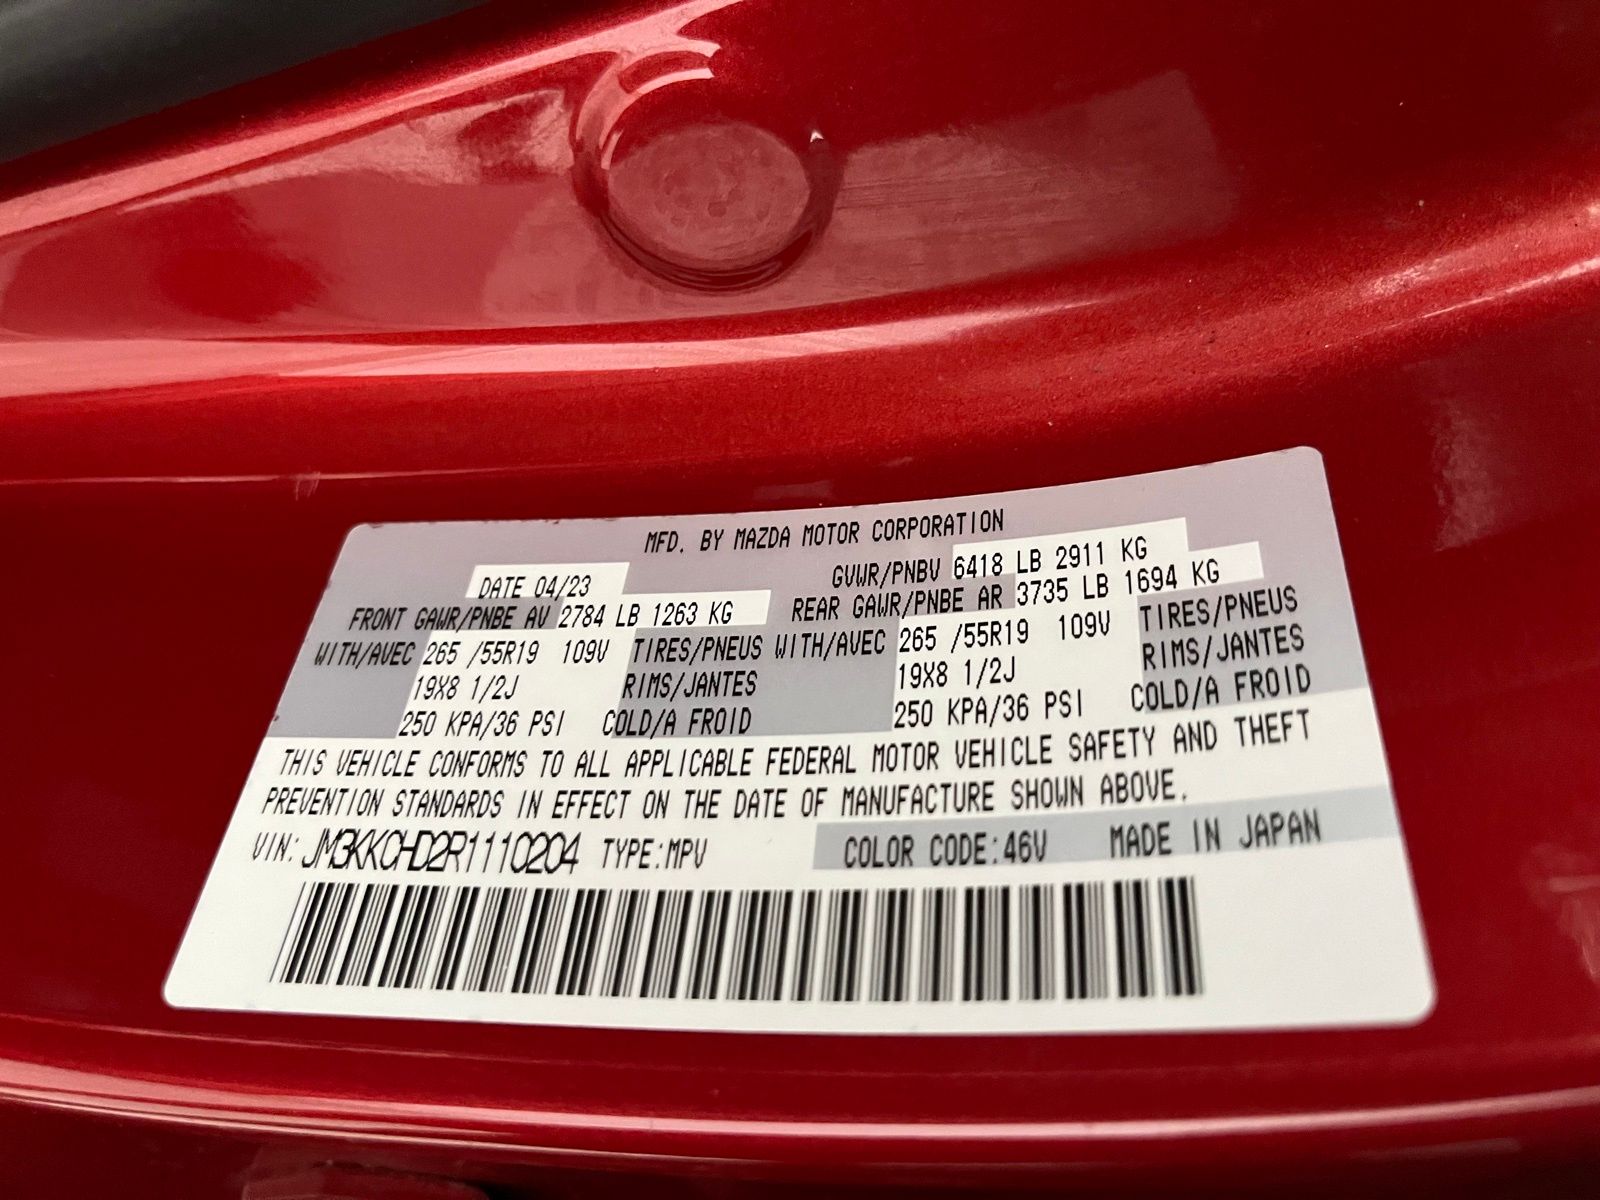 MFD. BY MAZDA MOTOR CORPORATION
DATE 04/23 GVWR/PNBV 6418 LB 2911 KG
FRONT GAWR/PNBE AV 2784 LB 1263 KG REAR GAWR/PNBE AR 3735 LB 1694 KG
WITH/AVEC 265 /55R19 109V TIRES/PNEUS WITH/AVEC 265 /55R19 109V TIRES/PNEUS
19X8 1/2J RIMS/JANTES 19X8 1/2J RIMS/JANTES
250 KPA/36 PSI COLD/A FROID 250 KPA/36 PSI COLD/A FROID
THIS VEHICLE CONFORMS TO ALL APPLICABLE FEDERAL MOTOR VEHICLE SAFETY AND THEFT
PREVENTION STANDARDS IN EFFECT ON THE DATE OF MANUFACTURE SHOWN ABOVE.
VIN: JM3KKCHD2R1110204 TYPE:MPV COLOR CODE:46V MADE IN JAPAN